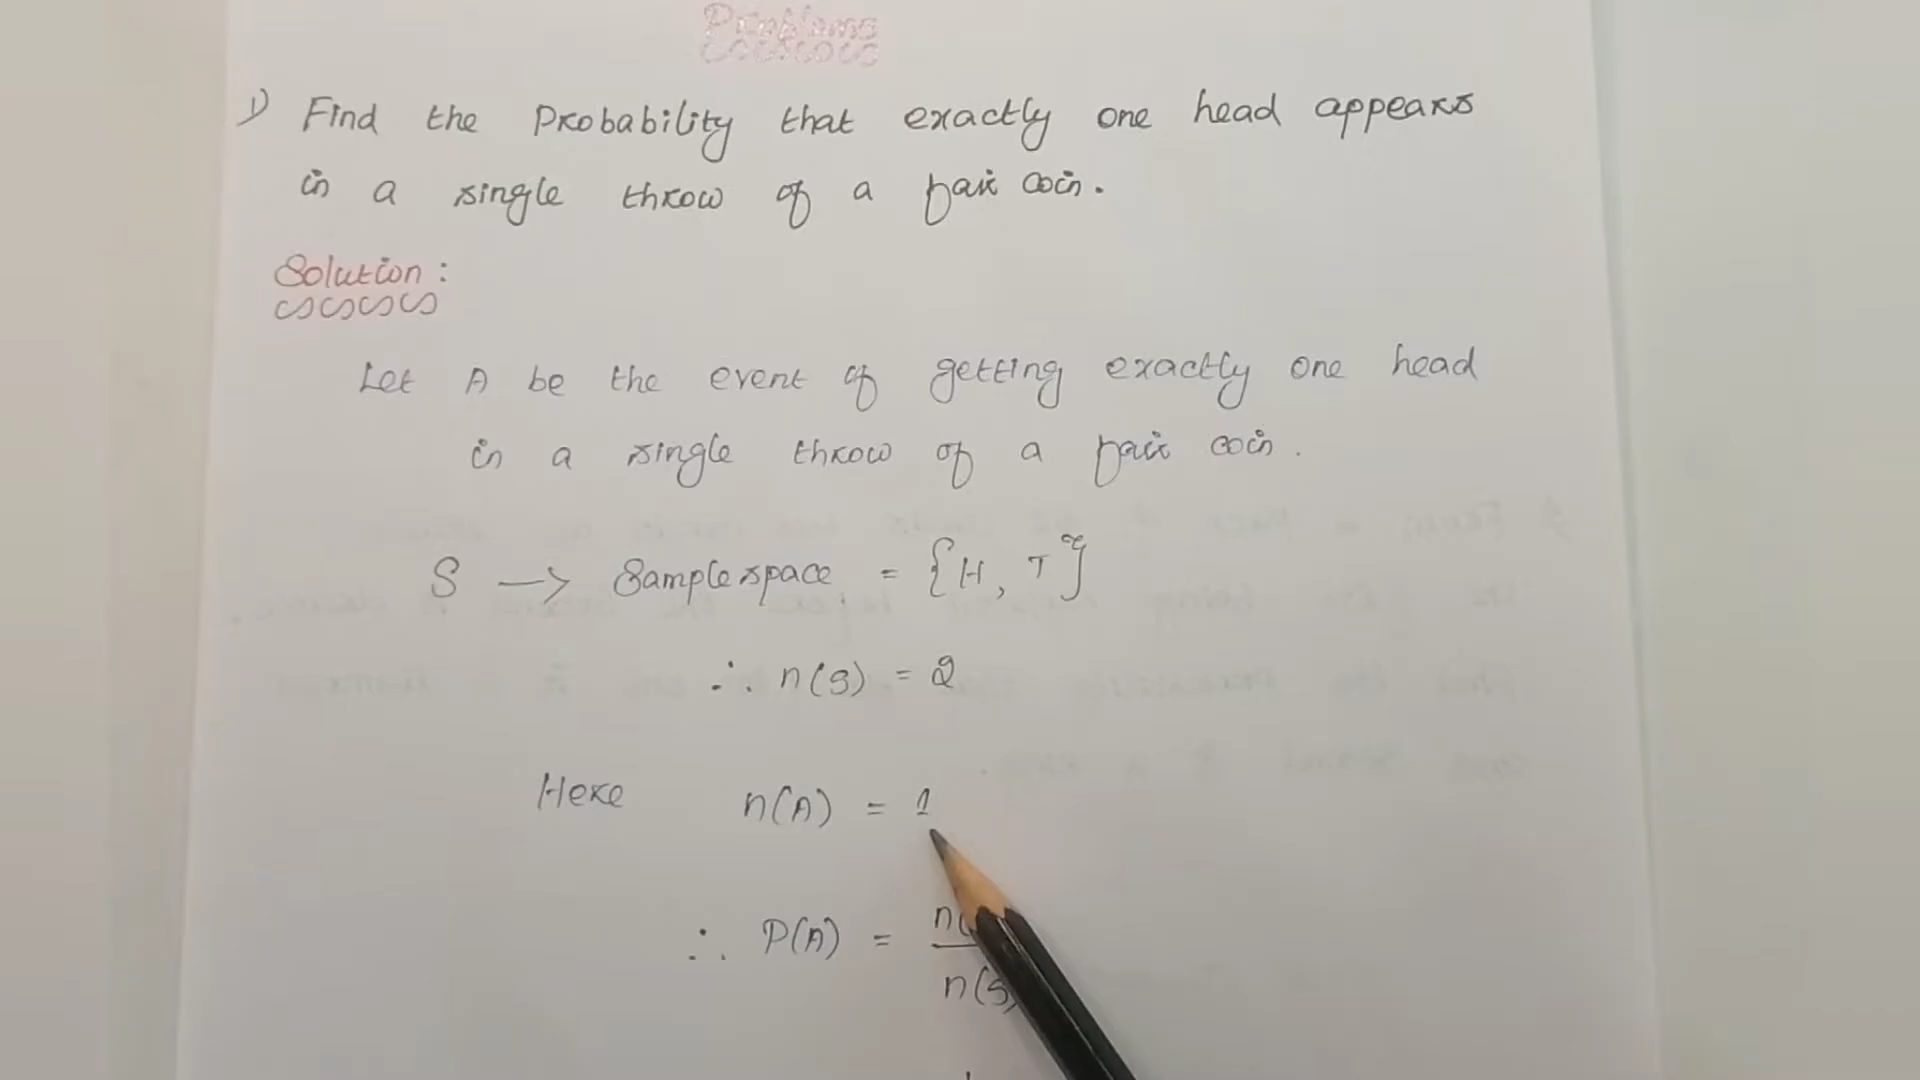 Problems
1) Find the Probability that exactly one head appears
in a single throw of a fair coin.
Solution :
Let A be the event of getting exactly one head
in a single throw of a fair coin.
S → Sample space = {H, T}
∴ n(S) = 2
Here n(A) = 1
∴ P(A) = n(
n(S)